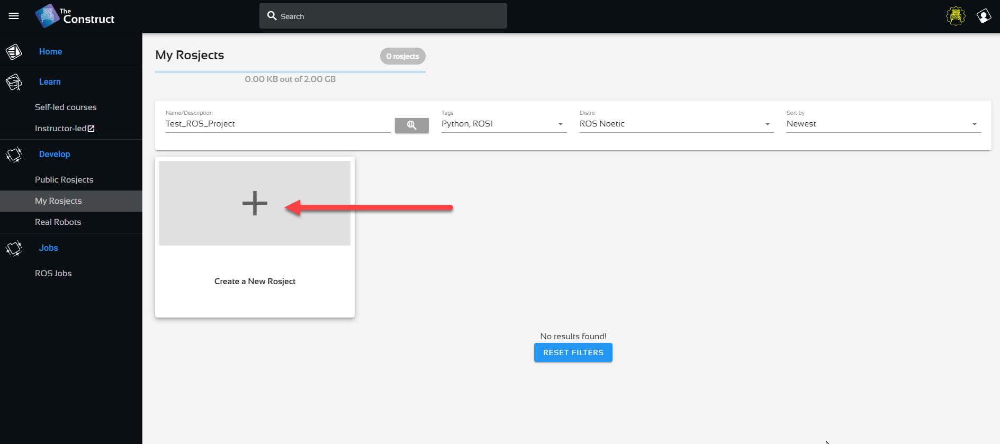 The
Construct
Search
Home
Learn
Self-led courses
Instructor-led
Develop
Public Rosjects
My Rosjects
Real Robots
Jobs
ROS Jobs
My Rosjects
0 rosjects
0.00 KB out of 2.00 GB
Name/Description
Test_ROS_Project
Tags
Python, ROS1
Distro
ROS Noetic
Sort by
Newest
Create a New Rosject
No results found!
RESET FILTERS